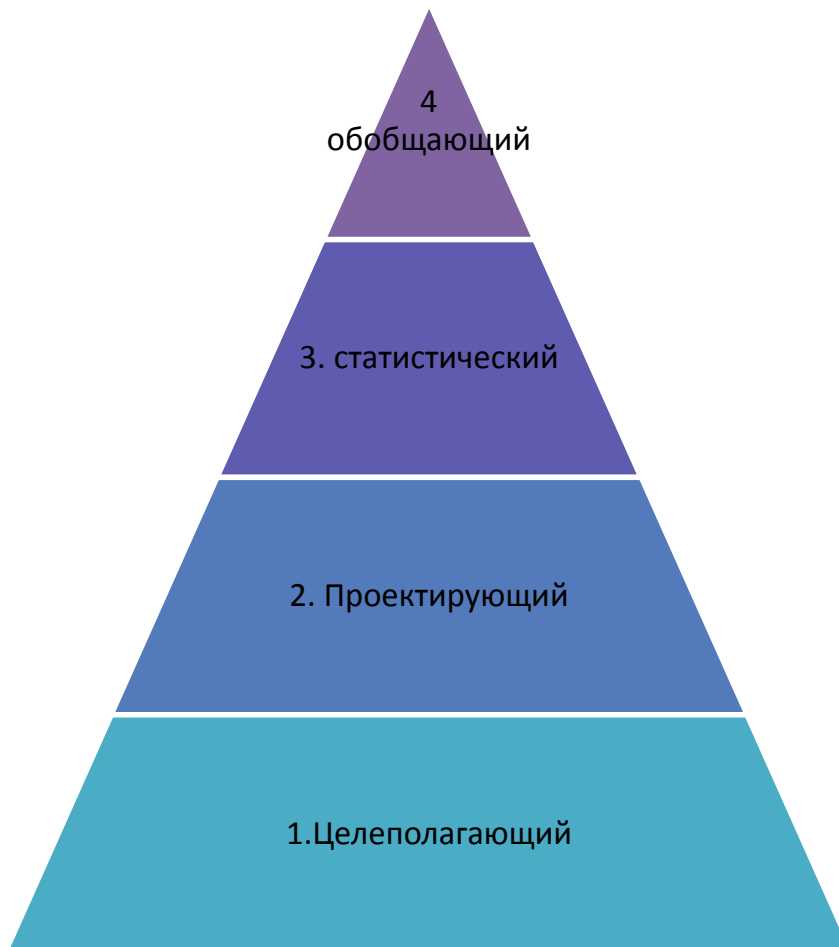 4
обобщающий
3. статистический
2. Проектирующий
1.Целеполагающий